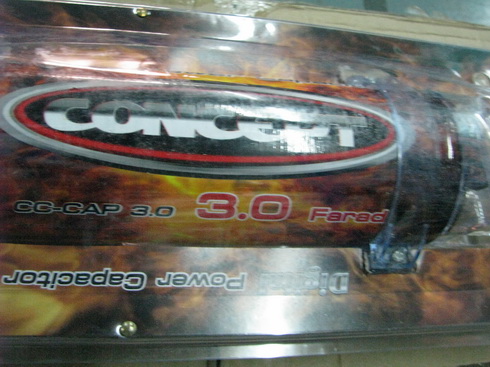 CONCEPT
CC-CAP 3.0 3.0 Farad
Digital Power Capacitor